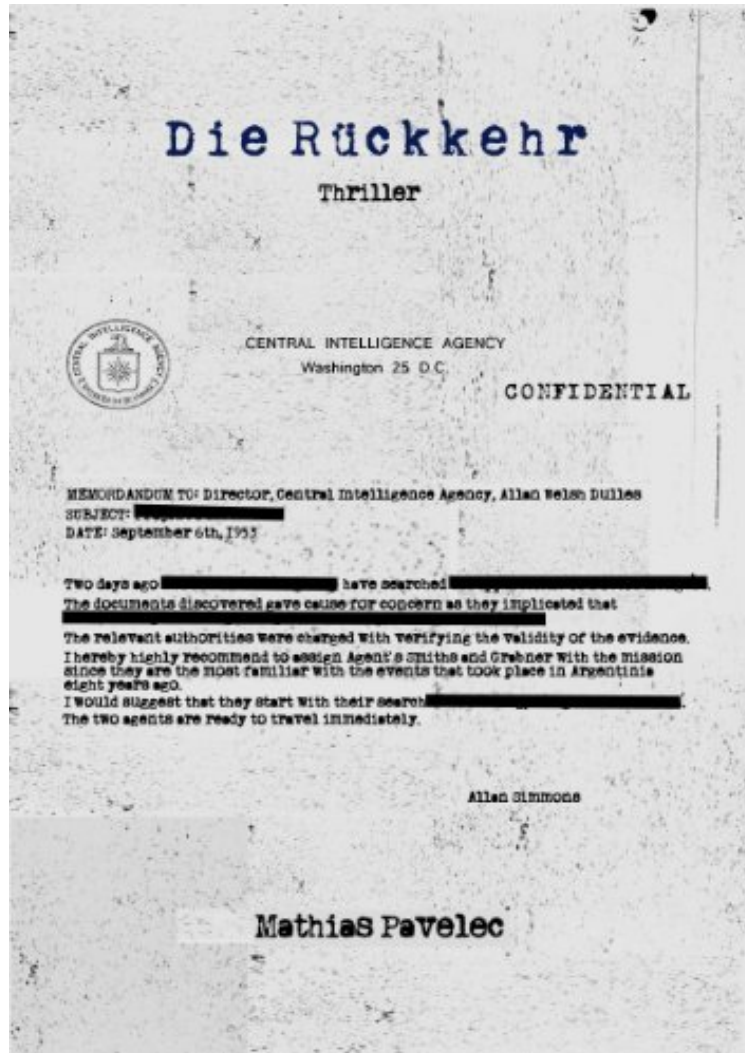 Die Rückkehr
Thriller
CENTRAL INTELLIGENCE AGENCY
Washington 25 D.C.
CONFIDENTIAL
MEMORDANDUM TO: Director, Central Intelligence Agency, Allan Welsh Dulles
SUBJECT:
DATE: September 6th, 1953
Two days ago have searched .
The documents discovered gave cause for concern as they implicated that
The relevant authorities were charged with verifying the validity of the evidence.
I hereby highly recommend to assign Agent's Smiths and Grabner with the mission
since they are the most familiar with the events that took place in Argentinia
eight years ago.
I would suggest that they start with their search .
The two agents are ready to travel immediately.
Allan Simmons
Mathias Pavelec